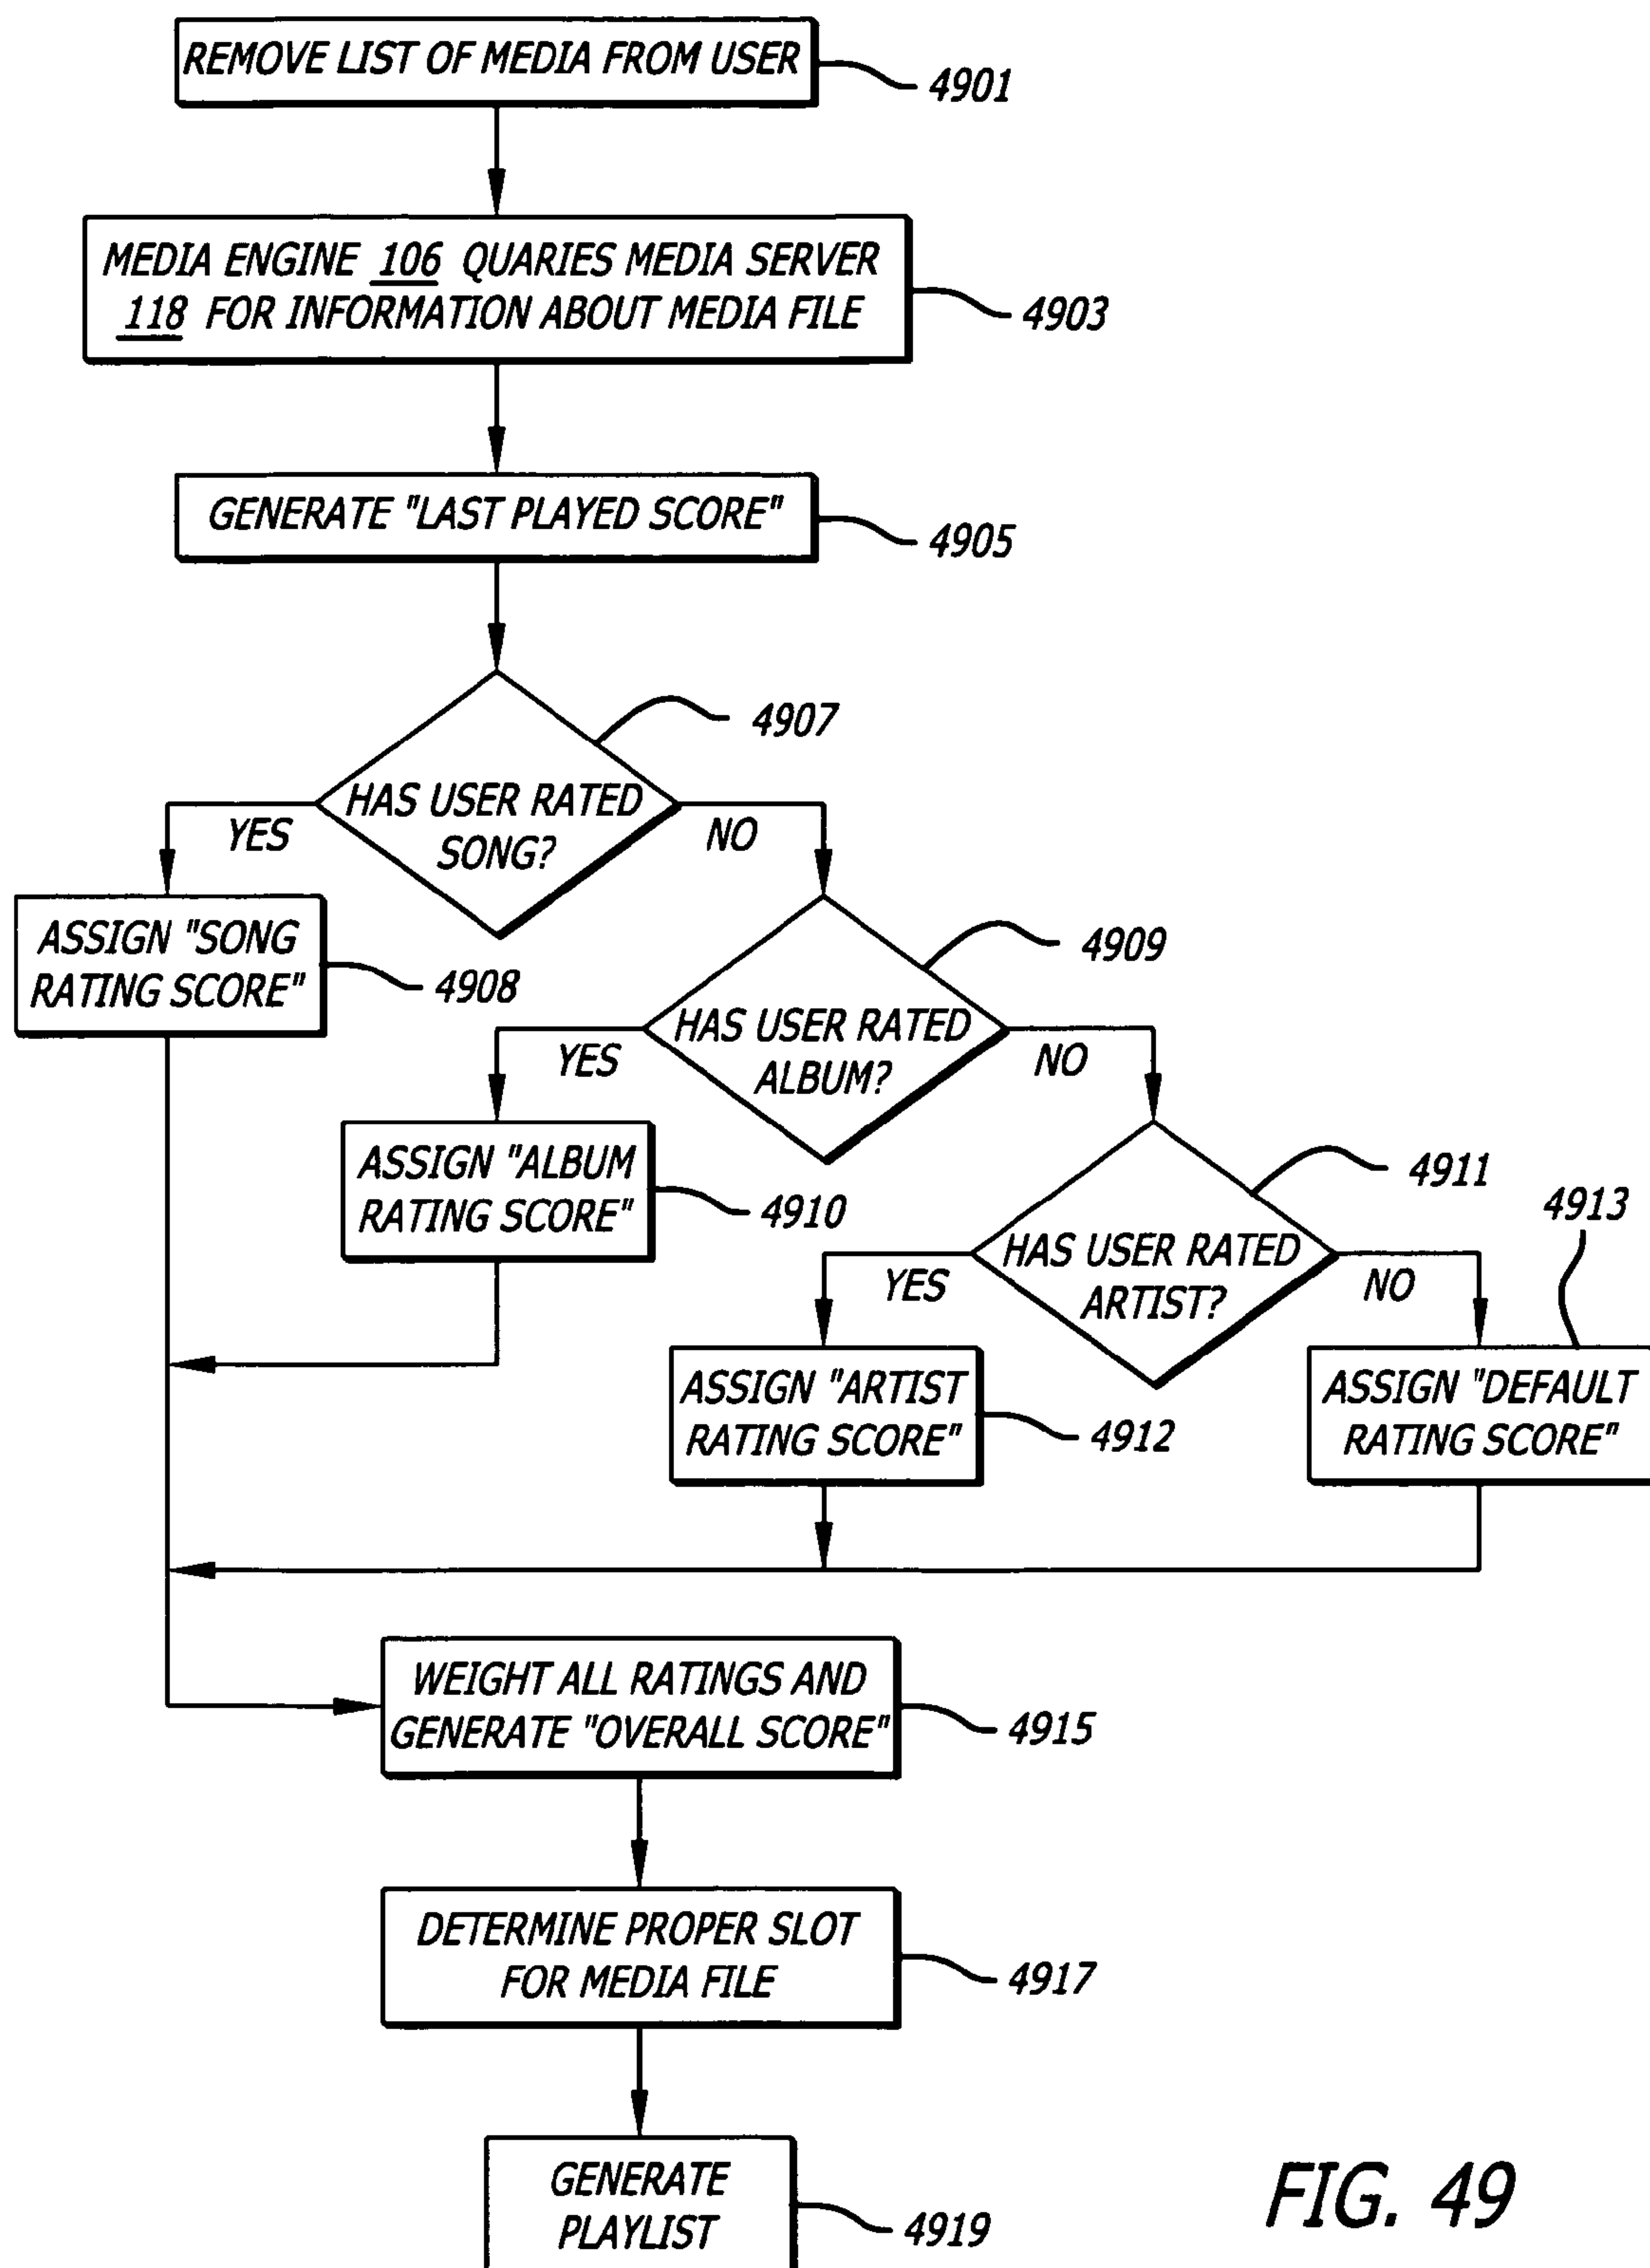 REMOVE LIST OF MEDIA FROM USER
4901
MEDIA ENGINE 106 QUARIES MEDIA SERVER
118 FOR INFORMATION ABOUT MEDIA FILE
4903
GENERATE "LAST PLAYED SCORE"
4905
4907
HAS USER RATED
SONG?
YES
NO
ASSIGN "SONG
RATING SCORE"
4908
4909
HAS USER RATED
ALBUM?
YES
NO
ASSIGN "ALBUM
RATING SCORE"
4910
4911
HAS USER RATED
ARTIST?
YES
NO
4913
ASSIGN "ARTIST
RATING SCORE"
4912
ASSIGN "DEFAULT
RATING SCORE"
WEIGHT ALL RATINGS AND
GENERATE "OVERALL SCORE"
4915
DETERMINE PROPER SLOT
FOR MEDIA FILE
4917
GENERATE
PLAYLIST
4919
FIG. 49